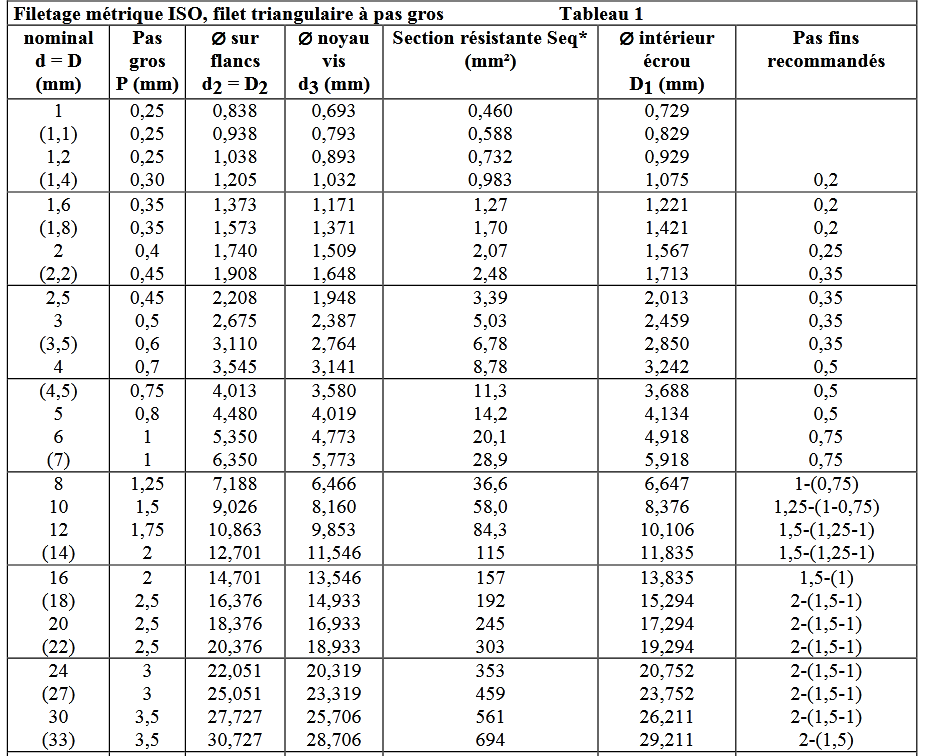 Filetage métrique ISO, filet triangulaire à pas gros Tableau 1
nominal Pas Ø sur Ø noyau Section résistante Seq* Ø intérieur Pas fins
d = D gros flancs vis (mm²) écrou recommandés
(mm) P (mm) d2 = D2 d3 (mm) D1 (mm)
1 0,25 0,838 0,693 0,460 0,729
(1,1) 0,25 0,938 0,793 0,588 0,829
1,2 0,25 1,038 0,893 0,732 0,929
(1,4) 0,30 1,205 1,032 0,983 1,075 0,2
1,6 0,35 1,373 1,171 1,27 1,221 0,2
(1,8) 0,35 1,573 1,371 1,70 1,421 0,2
2 0,4 1,740 1,509 2,07 1,567 0,25
(2,2) 0,45 1,908 1,648 2,48 1,713 0,35
2,5 0,45 2,208 1,948 3,39 2,013 0,35
3 0,5 2,675 2,387 5,03 2,459 0,35
(3,5) 0,6 3,110 2,764 6,78 2,850 0,35
4 0,7 3,545 3,141 8,78 3,242 0,5
(4,5) 0,75 4,013 3,580 11,3 3,688 0,5
5 0,8 4,480 4,019 14,2 4,134 0,5
6 1 5,350 4,773 20,1 4,918 0,75
(7) 1 6,350 5,773 28,9 5,918 0,75
8 1,25 7,188 6,466 36,6 6,647 1-(0,75)
10 1,5 9,026 8,160 58,0 8,376 1,25-(1-0,75)
12 1,75 10,863 9,853 84,3 10,106 1,5-(1,25-1)
(14) 2 12,701 11,546 115 11,835 1,5-(1,25-1)
16 2 14,701 13,546 157 13,835 1,5-(1)
(18) 2,5 16,376 14,933 192 15,294 2-(1,5-1)
20 2,5 18,376 16,933 245 17,294 2-(1,5-1)
(22) 2,5 20,376 18,933 303 19,294 2-(1,5-1)
24 3 22,051 20,319 353 20,752 2-(1,5-1)
(27) 3 25,051 23,319 459 23,752 2-(1,5-1)
30 3,5 27,727 25,706 561 26,211 2-(1,5-1)
(33) 3,5 30,727 28,706 694 29,211 2-(1,5)